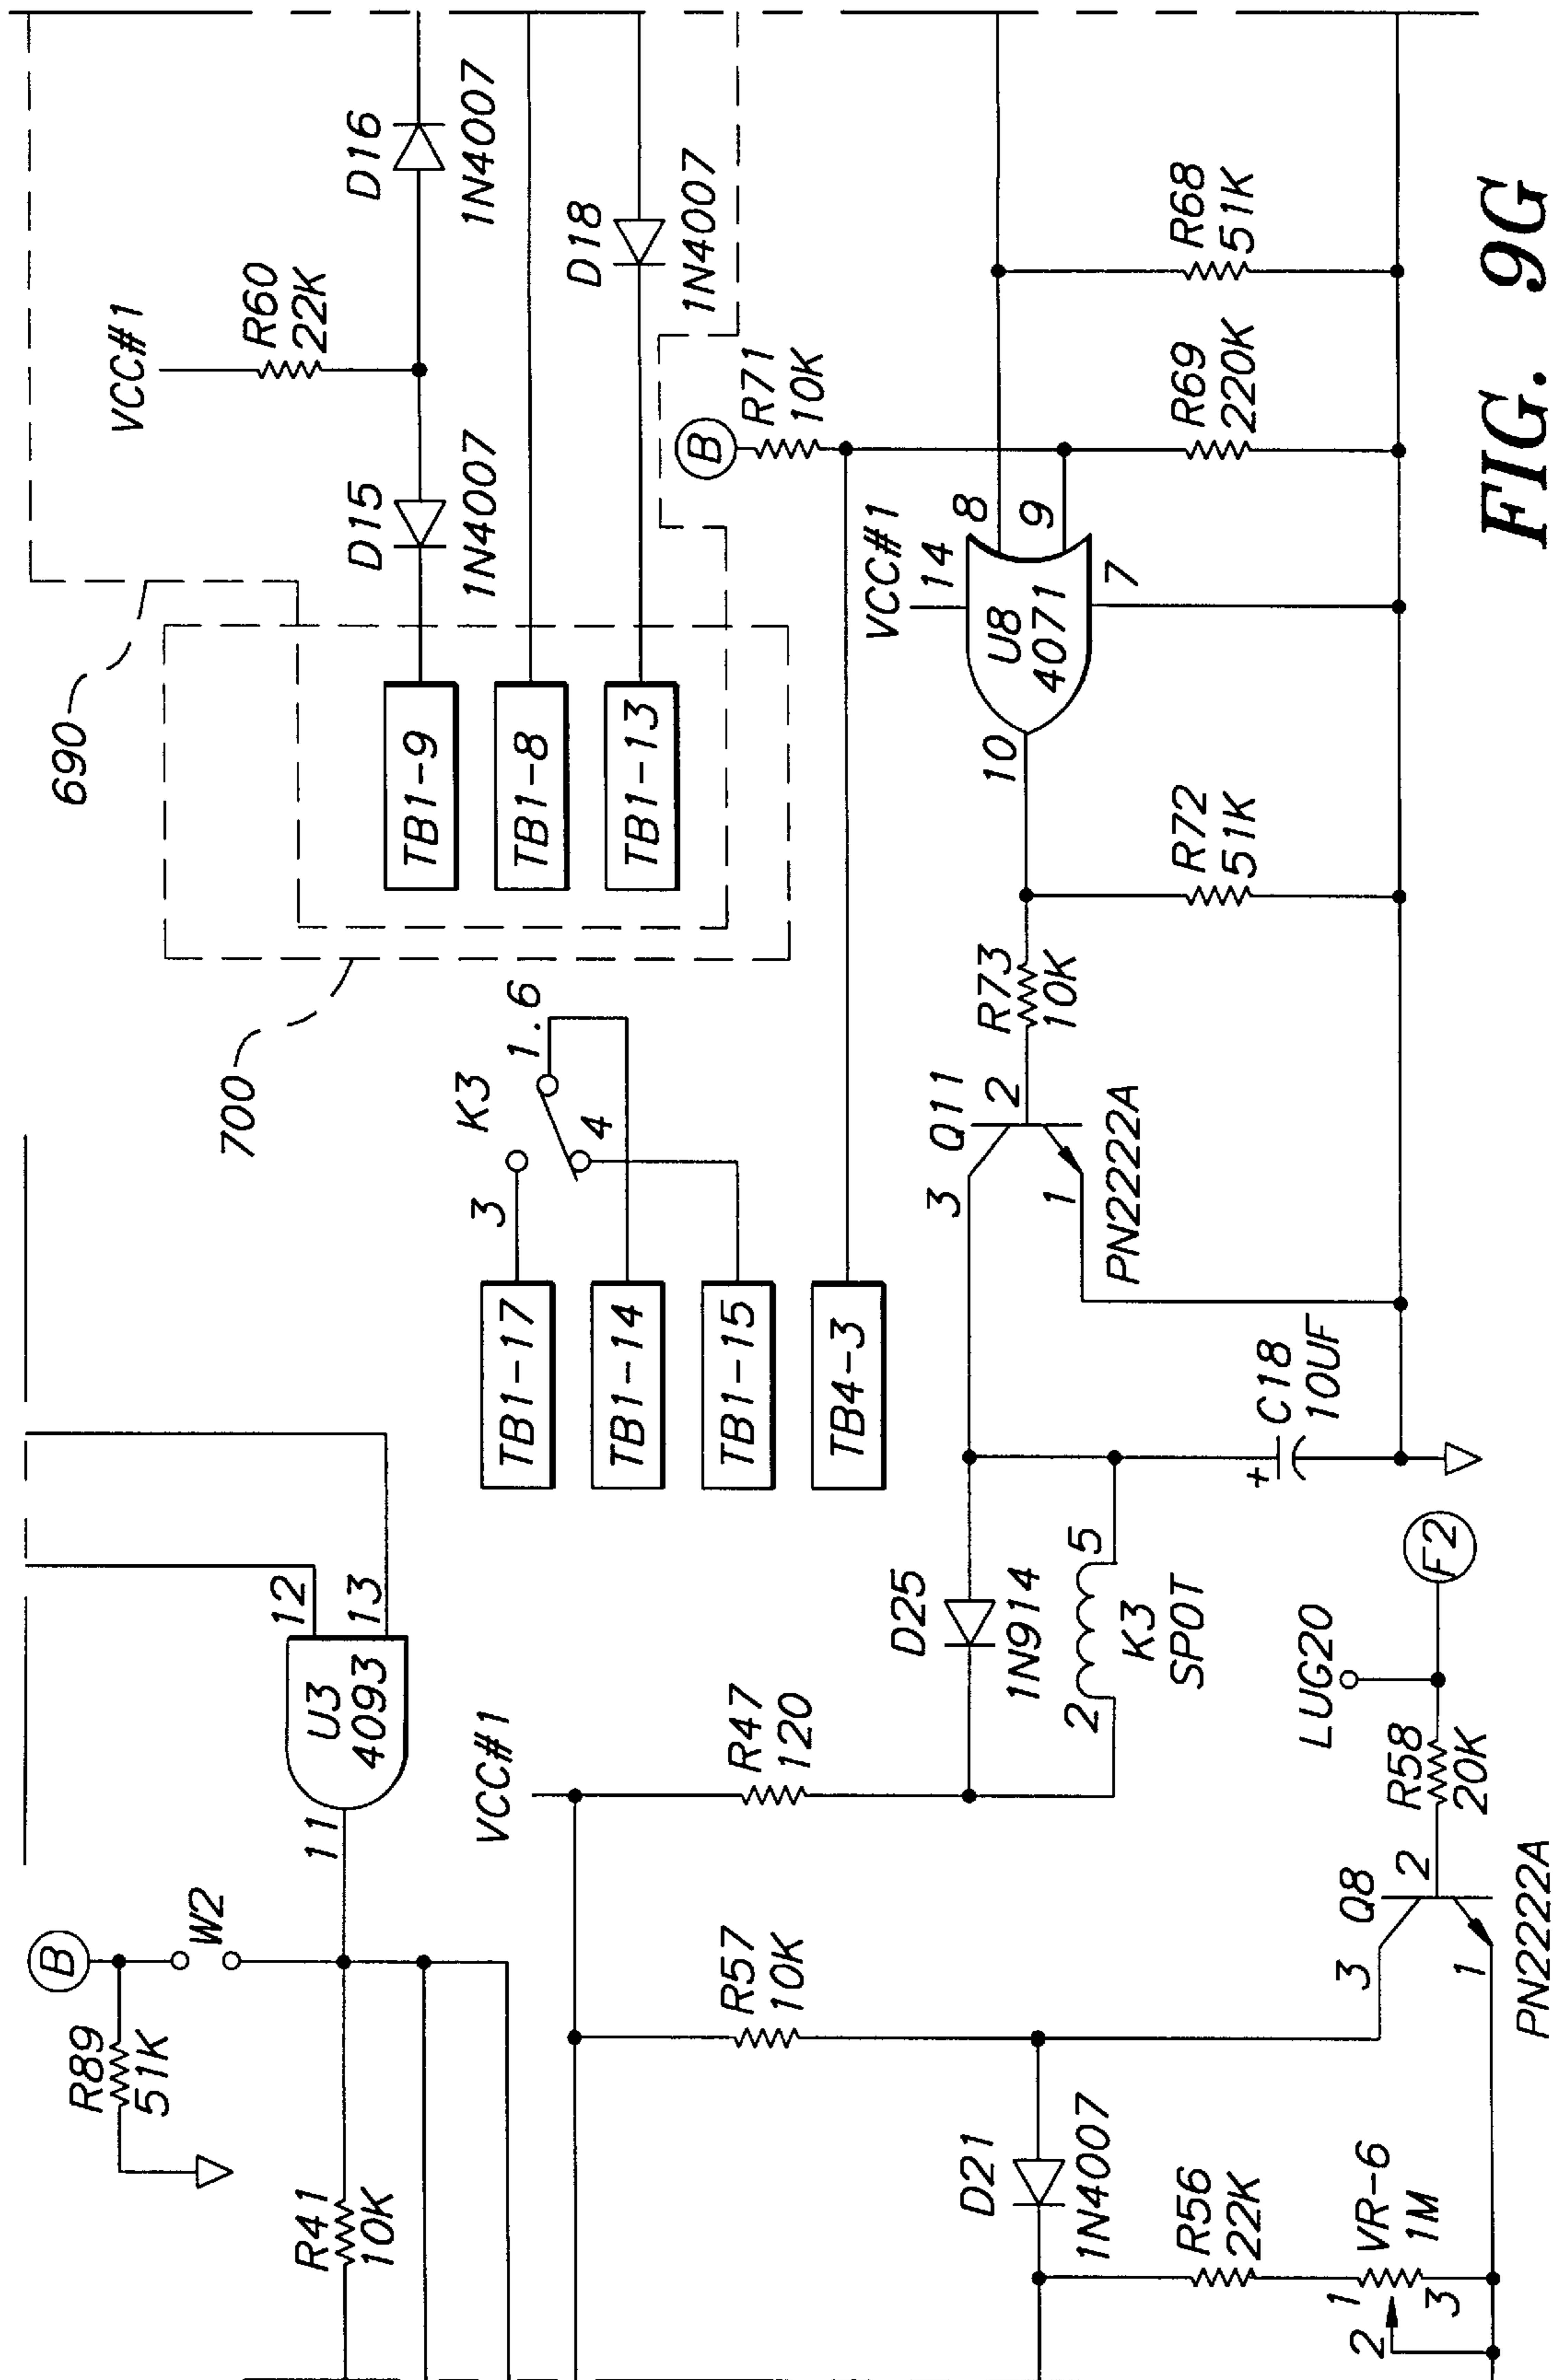 690
VCC#1
R60
22K
D15
1N4007
D16
1N4007
D18
1N4007
TB1-9
TB1-8
TB1-13
700
K3
3
1.6
4
TB1-17
TB1-14
TB1-15
TB4-3
B
R71
10K
VCC#1
14
8
9
U8
4071
7
10
R69
220K
R68
51K
R72
51K
R73
10K
Q11
2
3
1
PN2222A
12
13
U3
4093
11
B
W2
R89
51K
R41
10K
VCC#1
R47
120
D25
1N914
2
5
K3
SPOT
+
C18
10UF
R57
10K
LUG20
F2
R58
20K
Q8
2
3
1
PN2222A
D21
1N4007
R56
22K
VR-6
1M
1
2
3
FIG. 9G